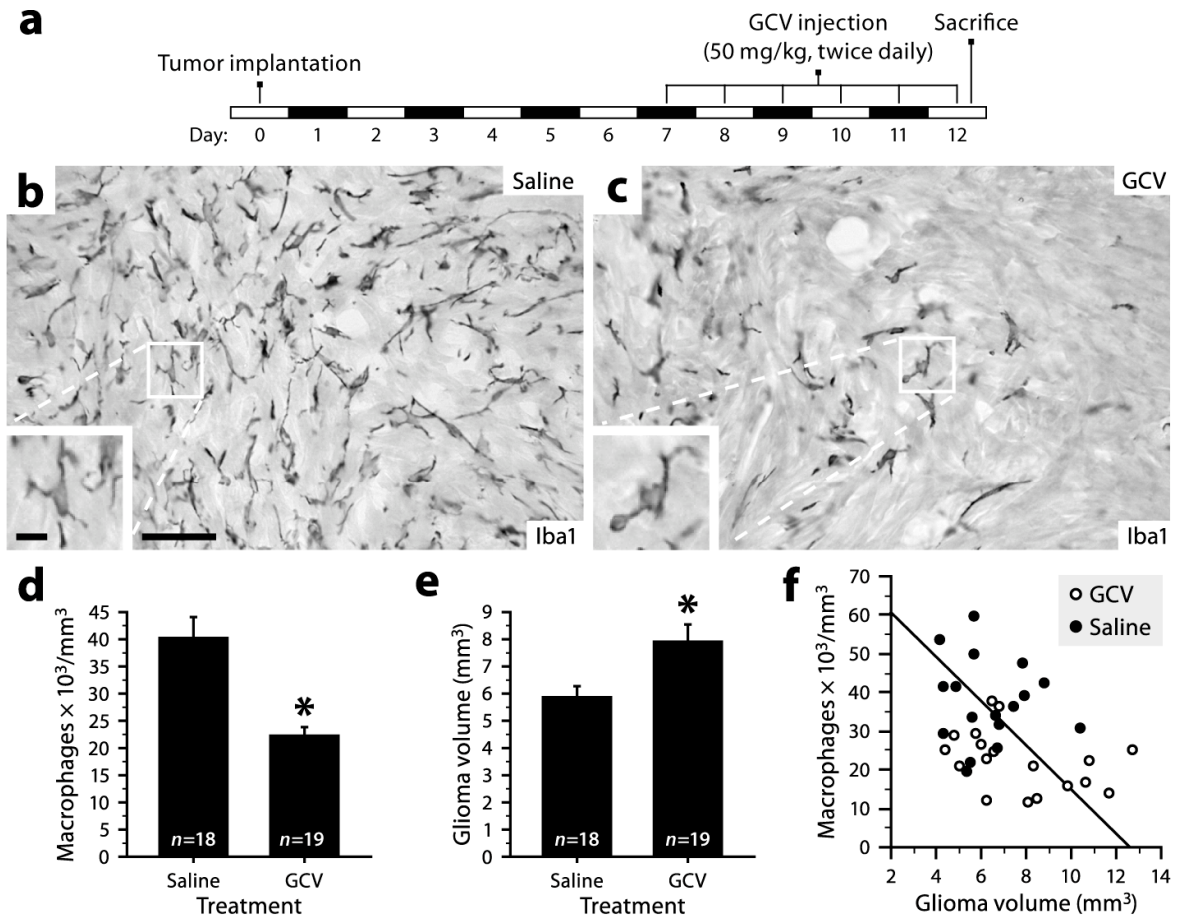 a
Tumor implantation
GCV injection
(50 mg/kg, twice daily)
Sacrifice
Day: 0 1 2 3 4 5 6 7 8 9 10 11 12
b
Saline
Iba1
c
GCV
Iba1
d
Macrophages × 10³/mm³
45
40
35
30
25
20
15
10
5
0
*
n=18
n=19
Saline
GCV
Treatment
e
Glioma volume (mm³)
9
8
7
6
5
4
3
2
1
0
*
n=18
n=19
Saline
GCV
Treatment
f
Macrophages × 10³/mm³
70
60
50
40
30
20
10
0
GCV
Saline
2 4 6 8 10 12 14
Glioma volume (mm³)